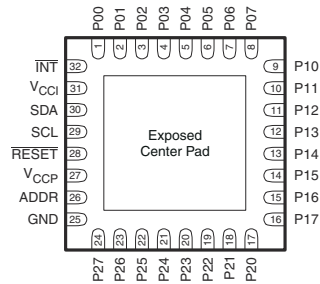 P00 P01 P02 P03 P04 P05 P06 P07
1 2 3 4 5 6 7 8
INT 32 9 P10
VCCI 31 10 P11
SDA 30 11 P12
SCL 29 12 P13
RESET 28 13 P14
VCCP 27 14 P15
ADDR 26 15 P16
GND 25 16 P17
Exposed
Center Pad
24 23 22 21 20 19 18 17
P27 P26 P25 P24 P23 P22 P21 P20